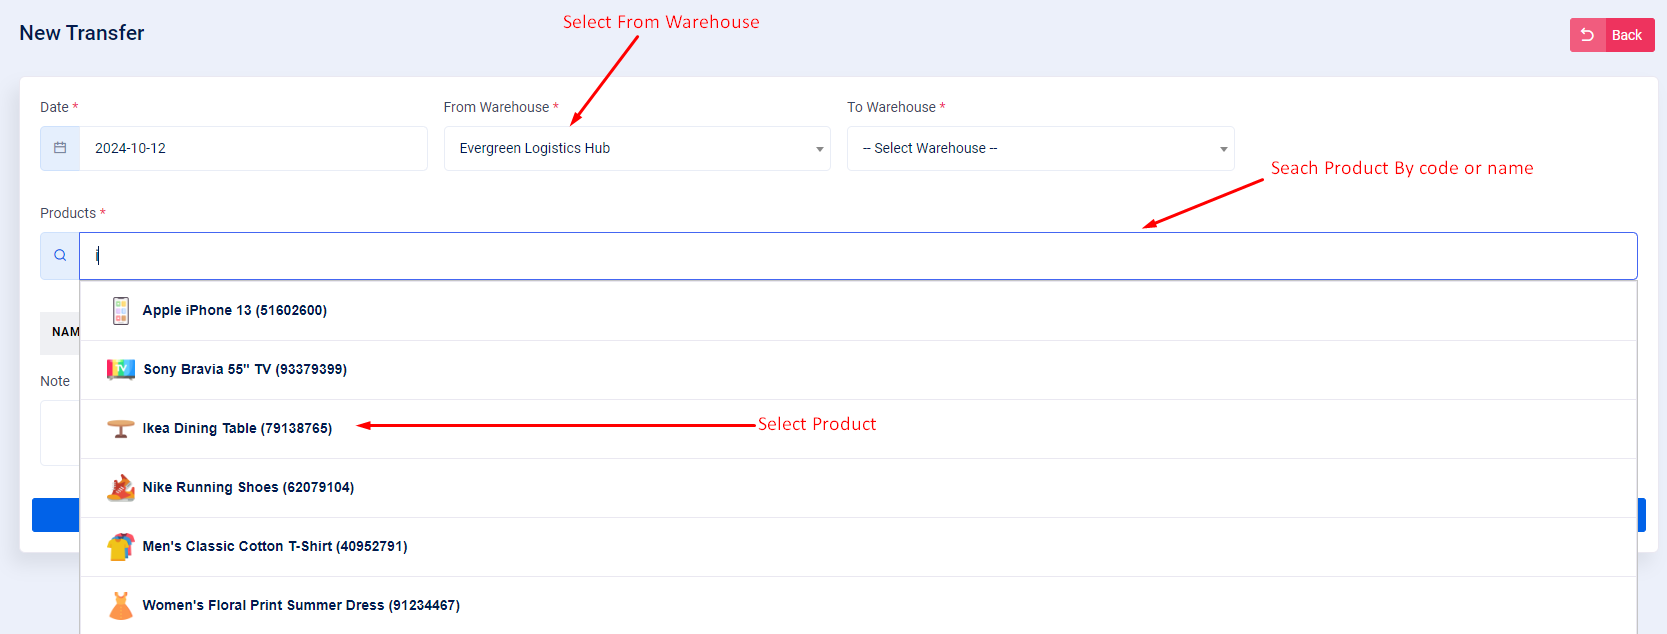 Select From Warehouse
New Transfer
Back
Date *
From Warehouse *
To Warehouse *
2024-10-12
Evergreen Logistics Hub
-- Select Warehouse --
Seach Product By code or name
Products *
i
Apple iPhone 13 (51602600)
NAM
Sony Bravia 55" TV (93379399)
TV
Note
Ikea Dining Table (79138765)
Select Product
Nike Running Shoes (62079104)
Men's Classic Cotton T-Shirt (40952791)
Women's Floral Print Summer Dress (91234467)